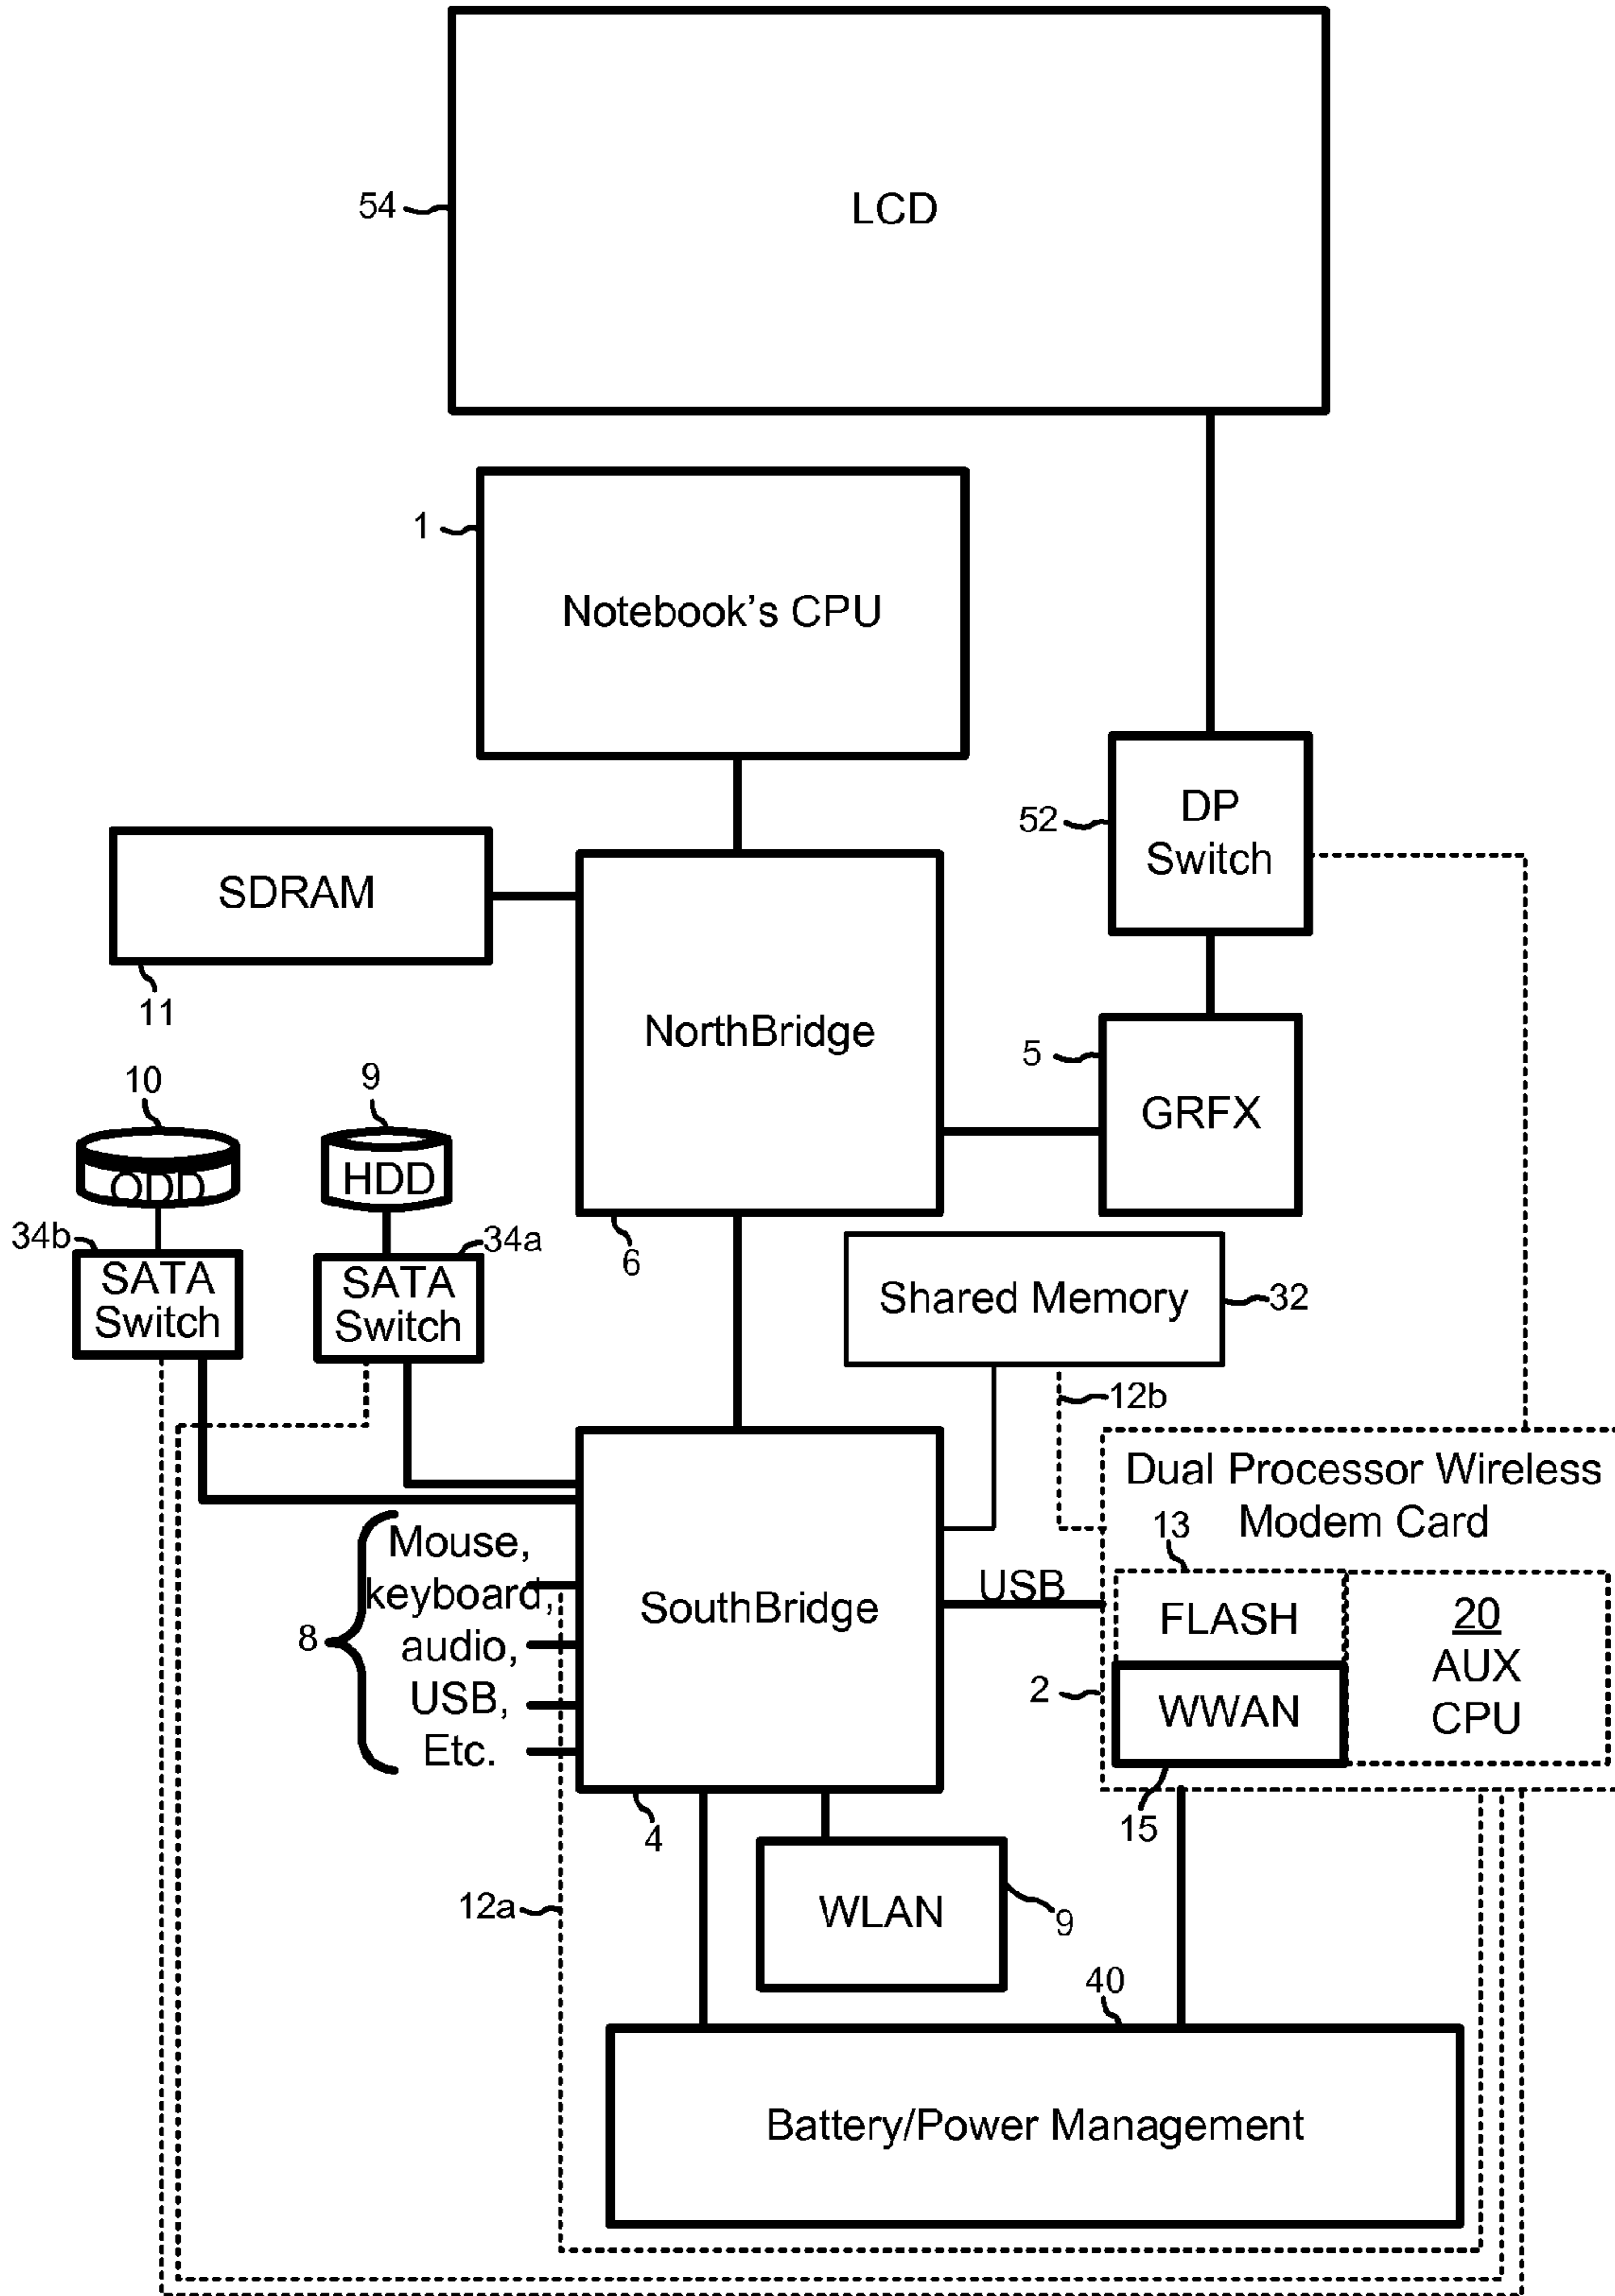 LCD
54
1
Notebook's CPU
52
DP
Switch
SDRAM
11
NorthBridge
5
GRFX
10
9
ODD
HDD
34b
34a
6
SATA
Switch
SATA
Switch
Shared Memory
32
12b
Dual Processor Wireless
Modem Card
13
Mouse,
keyboard,
audio,
USB,
Etc.
8
SouthBridge
USB
FLASH
20
AUX
CPU
2
WWAN
15
4
12a
WLAN
9
40
Battery/Power Management